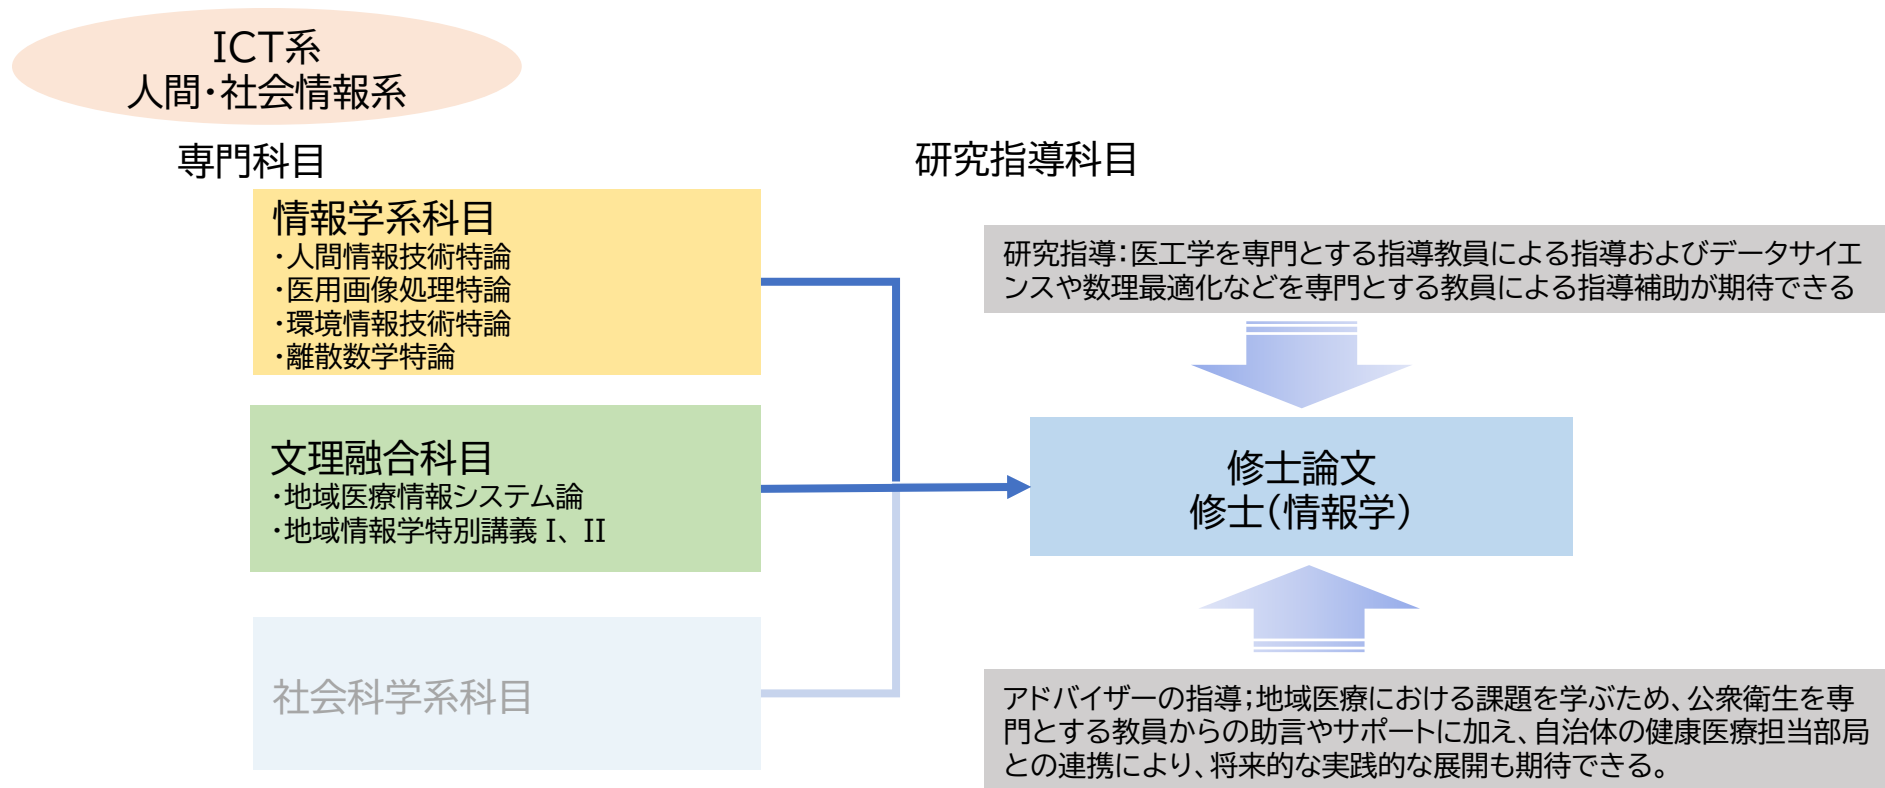 ICT系
人間・社会情報系
専門科目
研究指導科目
情報学系科目
・人間情報技術特論
・医用画像処理特論
・環境情報技術特論
・離散数学特論
文理融合科目
・地域医療情報システム論
・地域情報学特別講義 I、II
社会科学系科目
研究指導：医工学を専門とする指導教員による指導およびデータサイエ
ンスや数理最適化などを専門とする教員による指導補助が期待できる
修士論文
修士（情報学）
アドバイザーの指導；地域医療における課題を学ぶため、公衆衛生を専
門とする教員からの助言やサポートに加え、自治体の健康医療担当部局
との連携により、将来的な実践的な展開も期待できる。